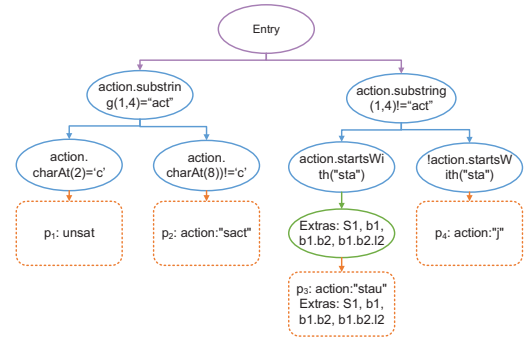 Entry
action.substrin
g(1,4)=“act”
action.substring
(1,4)!=“act”
action.
charAt(2)=‘c’
action.
charAt(8))!=‘c’
action.startsWi
th("sta")
!action.startsW
ith("sta")
p₁: unsat
p₂: action:"sact"
Extras: S1, b1,
b1.b2, b1.b2.l2
p₄: action:"j"
p₃: action:"stau"
Extras: S1, b1,
b1.b2, b1.b2.l2